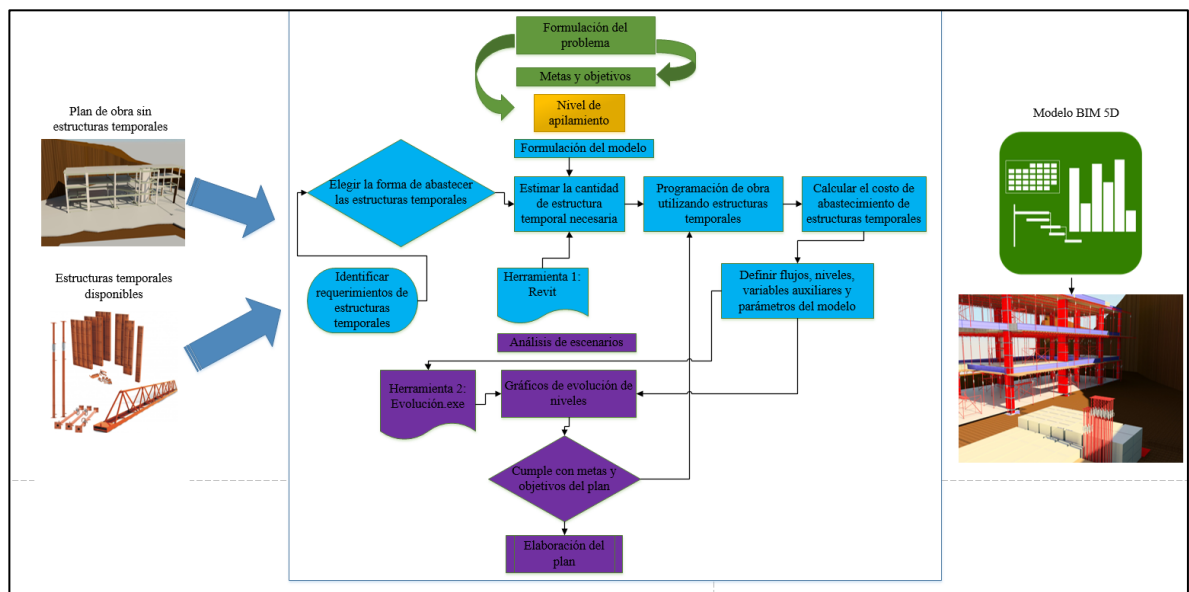 Plan de obra sin
estructuras temporales
Estructuras temporales
disponibles
Formulación del
problema
Metas y objetivos
Nivel de
apilamiento
Formulación del modelo
Elegir la forma de abastecer
las estructuras temporales
Estimar la cantidad
de estructura
temporal necesaria
Programación de obra
utilizando estructuras
temporales
Calcular el costo de
abastecimiento de
estructuras temporales
Identificar
requerimientos de
estructuras
temporales
Herramienta 1:
Revit
Definir flujos, niveles,
variables auxiliares y
parámetros del modelo
Análisis de escenarios
Herramienta 2:
Evolución.exe
Gráficos de evolución de
niveles
Cumple con metas y
objetivos del plan
Elaboración del
plan
Modelo BIM 5D